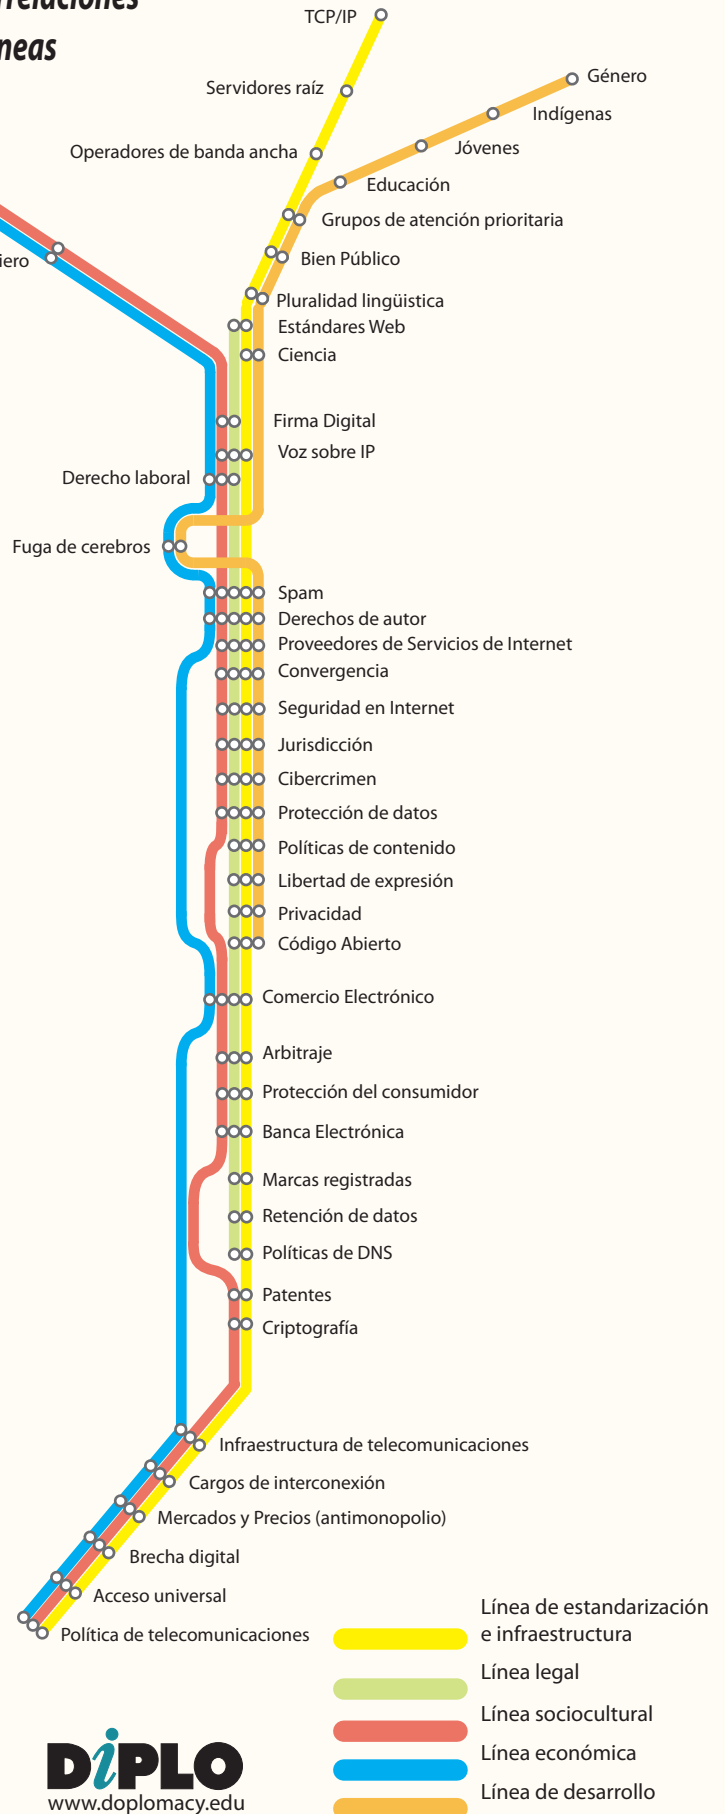 TCP/IP
Servidores raíz
Género
Indígenas
Operadores de banda ancha
Jóvenes
Educación
Grupos de atención prioritaria
Bien Público
Pluralidad lingüistica
Estándares Web
Ciencia
Firma Digital
Voz sobre IP
Derecho laboral
Fuga de cerebros
Spam
Derechos de autor
Proveedores de Servicios de Internet
Convergencia
Seguridad en Internet
Jurisdicción
Cibercrimen
Protección de datos
Políticas de contenido
Libertad de expresión
Privacidad
Código Abierto
Comercio Electrónico
Arbitraje
Protección del consumidor
Banca Electrónica
Marcas registradas
Retención de datos
Políticas de DNS
Patentes
Criptografía
Infraestructura de telecomunicaciones
Cargos de interconexión
Mercados y Precios (antimonopolio)
Brecha digital
Acceso universal
Política de telecomunicaciones
Línea de estandarización
e infraestructura
Línea legal
Línea sociocultural
Línea económica
Línea de desarrollo
DiPLO
www.doplomacy.edu